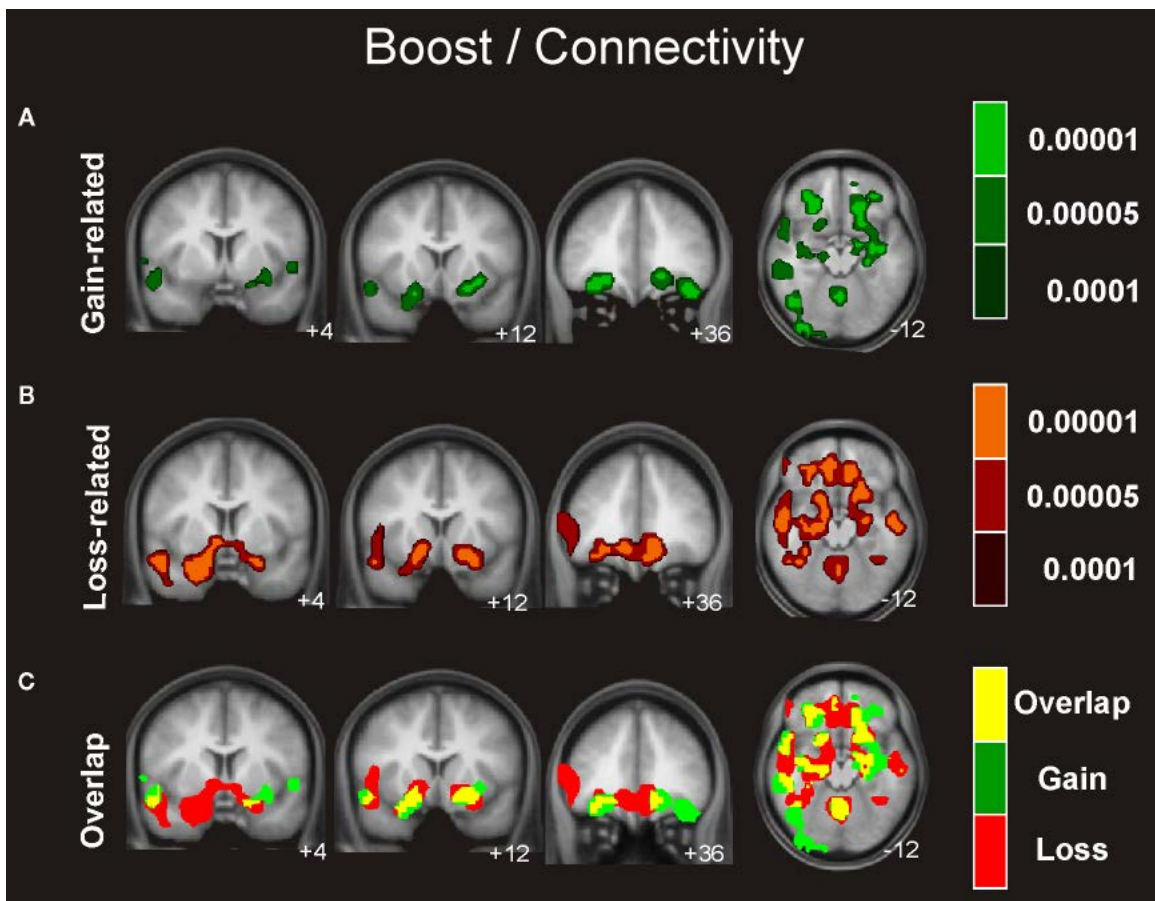 Boost / Connectivity
A
Gain-related
+4
+12
+36
-12
0.00001
0.00005
0.0001
B
Loss-related
+4
+12
+36
-12
0.00001
0.00005
0.0001
C
Overlap
+4
+12
+36
-12
Overlap
Gain
Loss